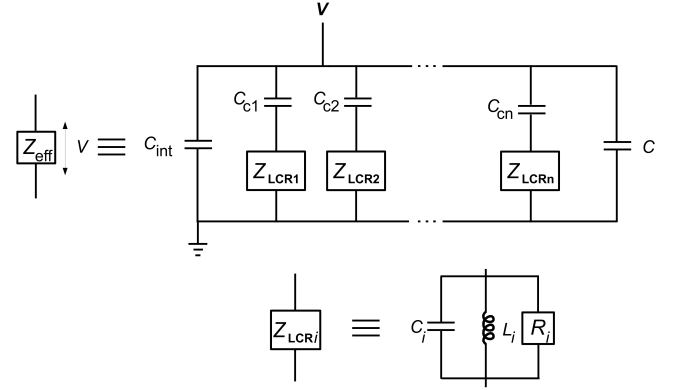 V
...
C_c1 C_c2 C_cn
Z_eff V ≡ C_int C
Z_LCR1 Z_LCR2 Z_LCRn
...
Z_LCRi ≡ C_i L_i R_i